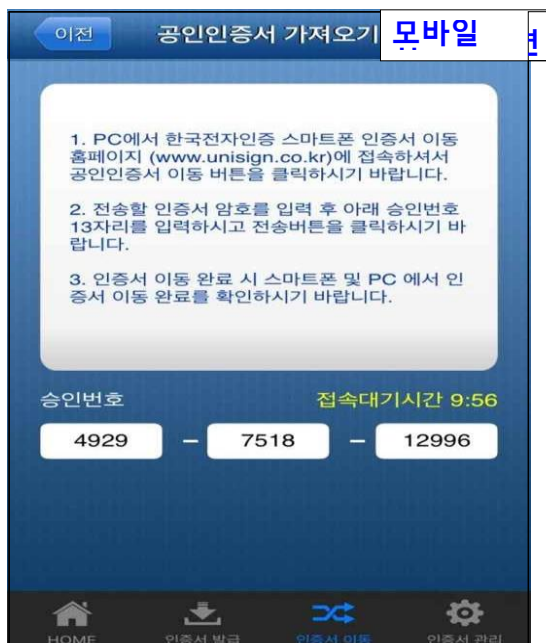 이전
공인인증서 가져오기
모바일
면
1. PC에서 한국전자인증 스마트폰 인증서 이동
홈페이지 (www.unisign.co.kr)에 접속하셔서
공인인증서 이동 버튼을 클릭하시기 바랍니다.
2. 전송할 인증서 암호를 입력 후 아래 승인번호
13자리를 입력하시고 전송버튼을 클릭하시기 바
랍니다.
3. 인증서 이동 완료 시 스마트폰 및 PC 에서 인
증서 이동 완료를 확인하시기 바랍니다.
승인번호
접속대기시간 9:56
4929 - 7518 - 12996
HOME 인증서 발급 인증서 이동 인증서 관리